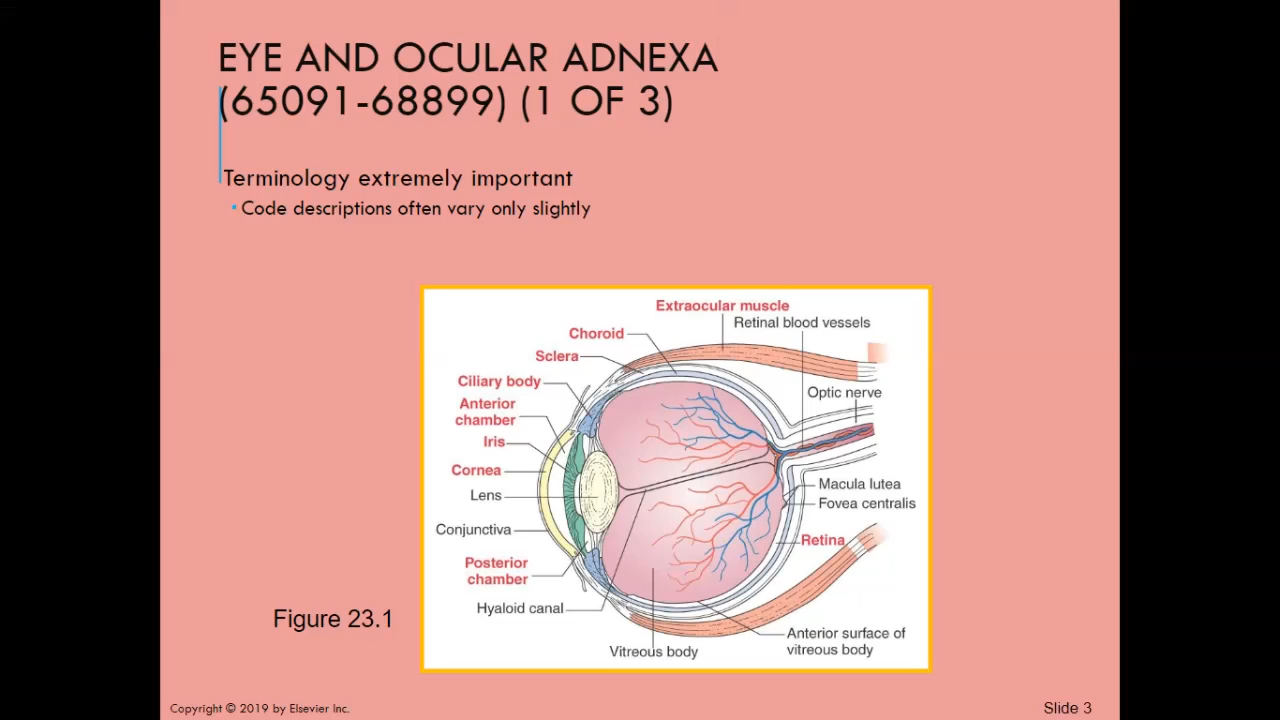 EYE AND OCULAR ADNEXA
(65091-68899) (1 OF 3)
Terminology extremely important
Code descriptions often vary only slightly
Extraocular muscle
Retinal blood vessels
Choroid
Sclera
Ciliary body
Optic nerve
Anterior
chamber
Iris
Cornea
Macula lutea
Lens
Fovea centralis
Conjunctiva
Retina
Posterior
chamber
Hyaloid canal
Figure 23.1
Anterior surface of
vitreous body
Vitreous body
Copyright © 2019 by Elsevier Inc.
Slide 3